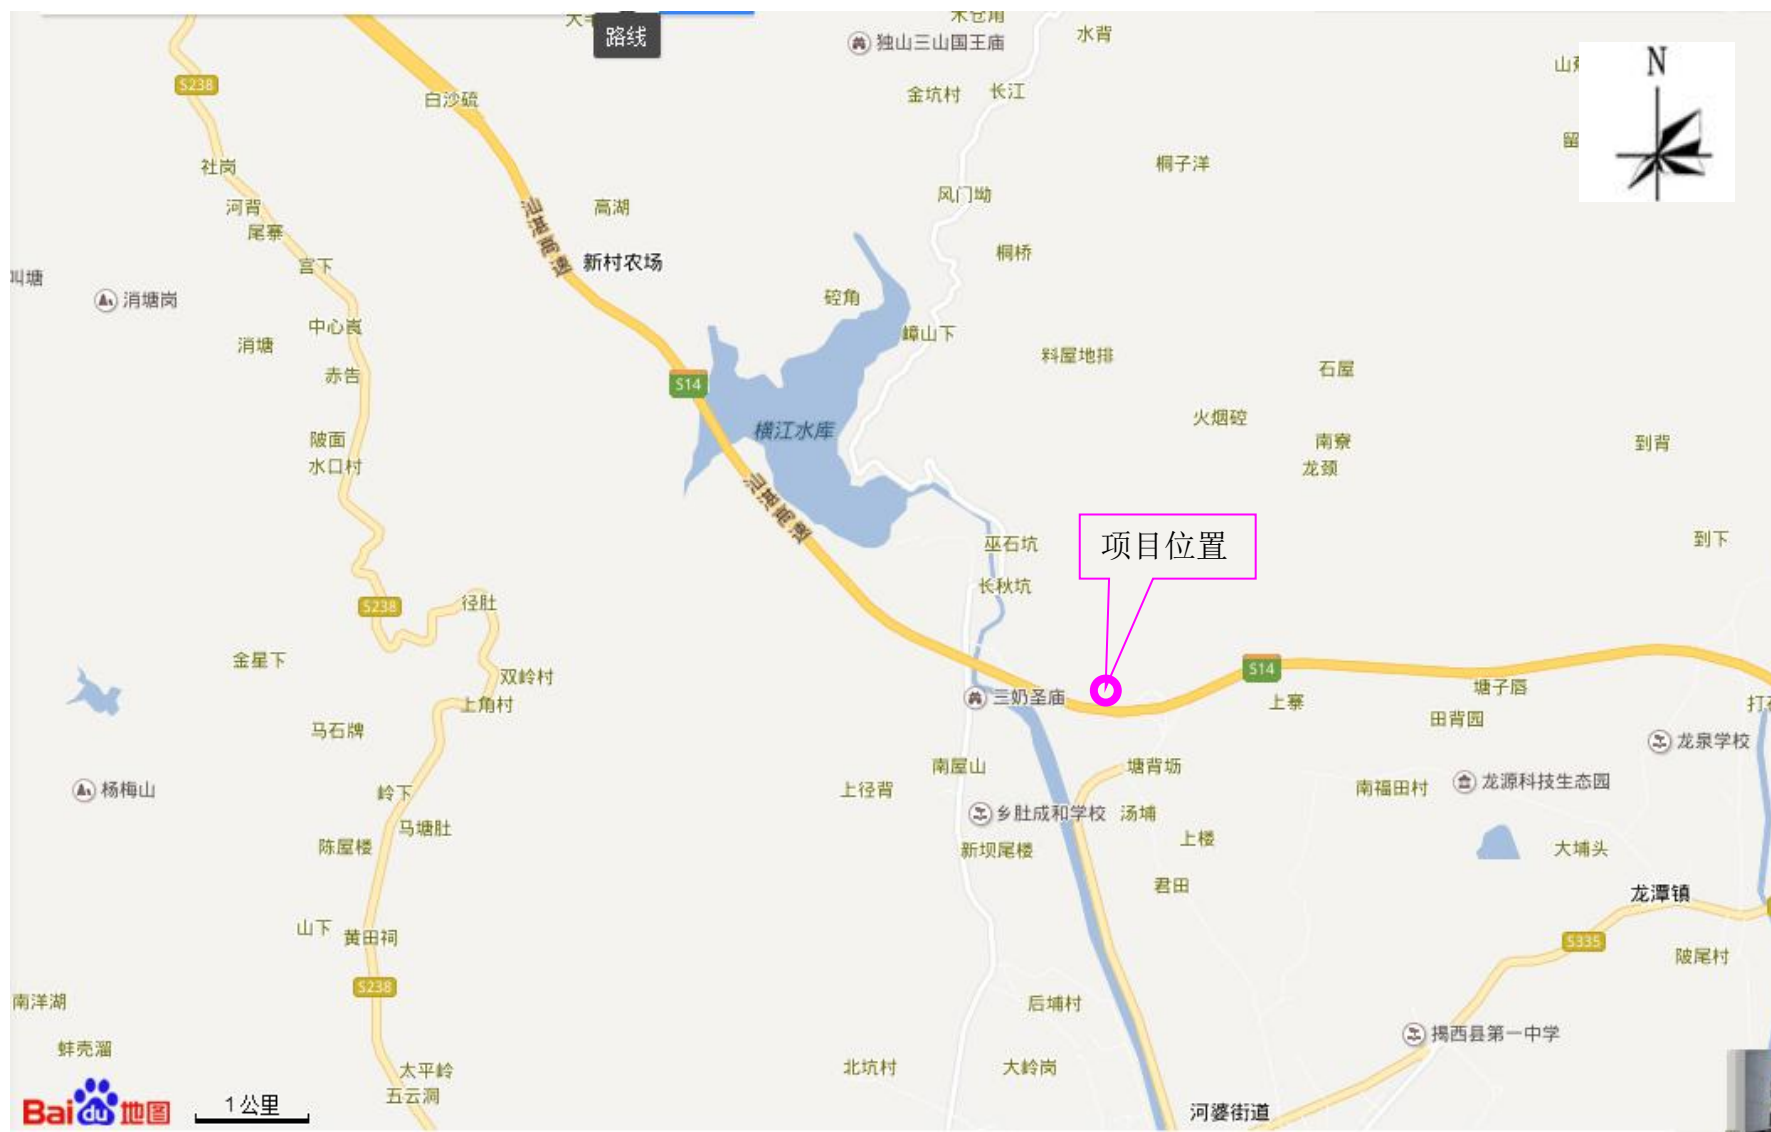 路线
独山三山国王庙
水背
N
S238
白沙硫
金坑村
长江
社岗
桐子洋
河背
尾寨
高湖
风门坳
汕湛高速
新村农场
桐桥
宫下
叫塘
消塘岗
砼角
中心崀
嶂山下
消塘
料屋地排
赤告
石屋
S14
火烟砼
横江水库
陂面
南寮
到背
水口村
龙颈
汕湛高速
巫石坑
项目位置
到下
长秋坑
S238
径肚
金星下
双岭村
S14
上角村
三奶圣庙
上寨
塘子唇
田背园
马石牌
龙泉学校
南屋山
塘背坜
杨梅山
岭下
上径背
南福田村
龙源科技生态园
马塘肚
乡肚成和学校
汤埔
陈屋楼
新坝尾楼
上楼
大埔头
君田
龙潭镇
山下
黄田祠
S335
陂尾村
S238
南洋湖
后埔村
揭西县第一中学
蚌壳溜
太平岭
北坑村
大岭岗
五云洞
Baidu地图
1公里
河婆街道